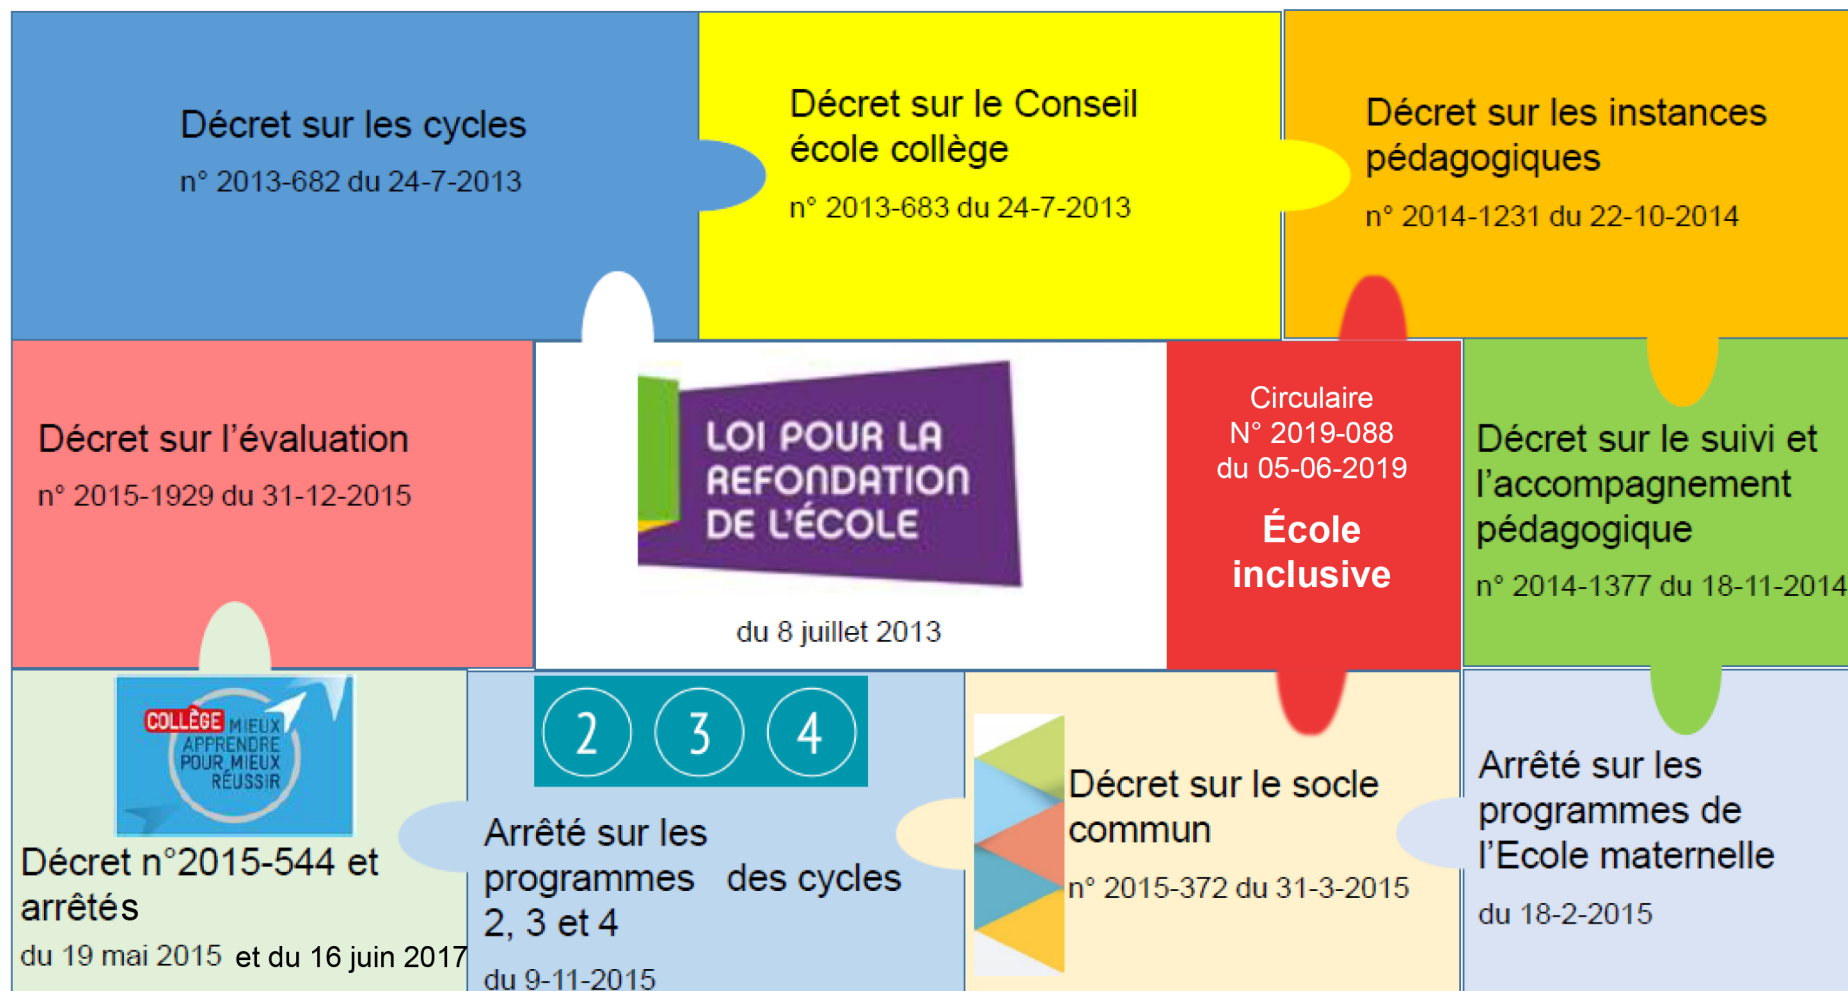 Décret sur les cycles
n° 2013-682 du 24-7-2013
Décret sur le Conseil
école collège
n° 2013-683 du 24-7-2013
Décret sur les instances
pédagogiques
n° 2014-1231 du 22-10-2014
Décret sur l'évaluation
n° 2015-1929 du 31-12-2015
LOI POUR LA
REFONDATION
DE L'ÉCOLE
du 8 juillet 2013
Circulaire
N° 2019-088
du 05-06-2019
École
inclusive
Décret sur le suivi et
l'accompagnement
pédagogique
n° 2014-1377 du 18-11-2014
COLLÈGE MIEUX
APPRENDRE
POUR MIEUX
RÉUSSIR
Décret n°2015-544 et
arrêtés
du 19 mai 2015 et du 16 juin 2017
2 3 4
Arrêté sur les
programmes des cycles
2, 3 et 4
du 9-11-2015
Décret sur le socle
commun
n° 2015-372 du 31-3-2015
Arrêté sur les
programmes de
l'Ecole maternelle
du 18-2-2015